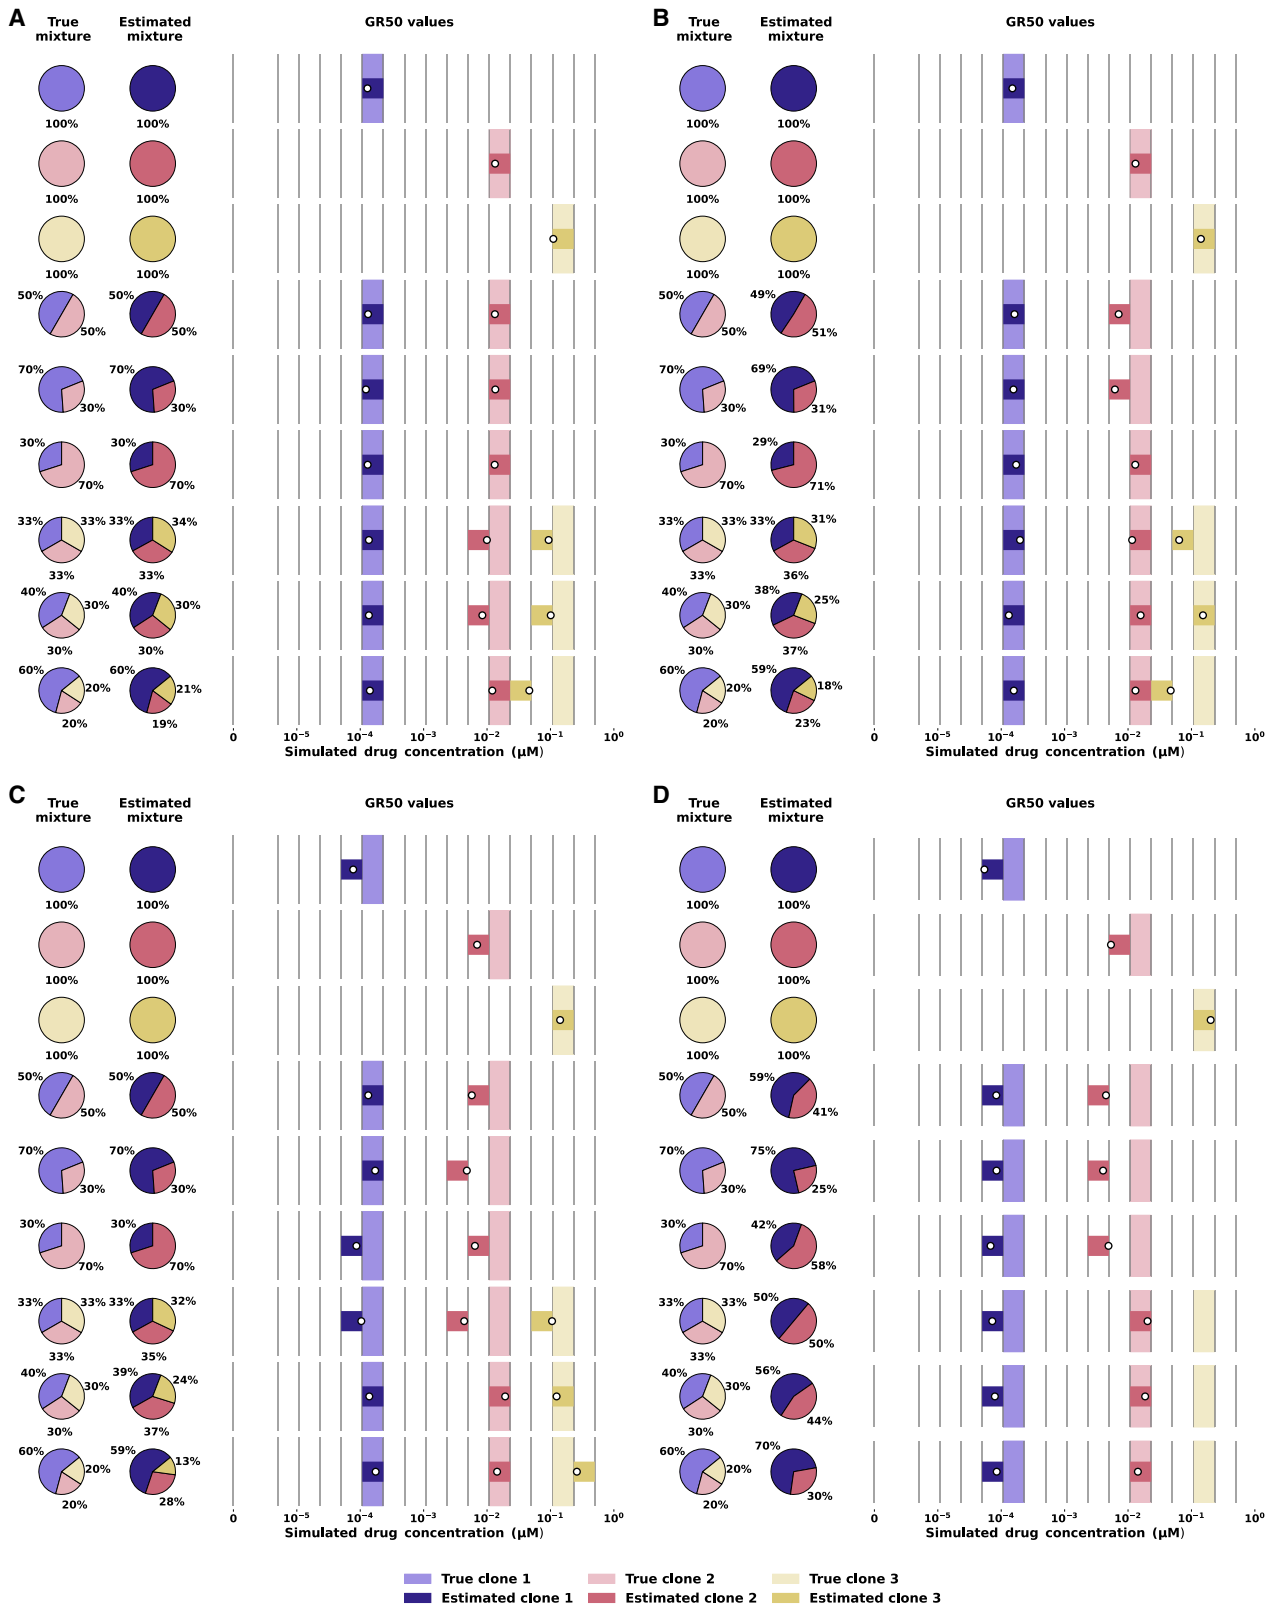 A
True mixture
Estimated mixture
GR50 values
100% 100%
100% 100%
100% 100%
50% 50% 50% 50%
70% 30% 70% 30%
30% 70% 30% 70%
33% 33% 33% 33% 34% 33%
40% 30% 30% 40% 30% 30%
60% 20% 20% 60% 21% 19%
0 10⁻⁵ 10⁻⁴ 10⁻³ 10⁻² 10⁻¹ 10⁰
Simulated drug concentration (μM)
B
True mixture
Estimated mixture
GR50 values
100% 100%
100% 100%
100% 100%
50% 50% 49% 51%
70% 30% 69% 31%
30% 70% 29% 71%
33% 33% 33% 33% 31% 36%
40% 30% 30% 38% 25% 37%
60% 20% 20% 59% 18% 23%
0 10⁻⁵ 10⁻⁴ 10⁻³ 10⁻² 10⁻¹ 10⁰
Simulated drug concentration (μM)
C
True mixture
Estimated mixture
GR50 values
100% 100%
100% 100%
100% 100%
50% 50% 50% 50%
70% 30% 70% 30%
30% 70% 30% 70%
33% 33% 33% 33% 32% 35%
40% 30% 30% 39% 24% 37%
60% 20% 20% 59% 13% 28%
0 10⁻⁵ 10⁻⁴ 10⁻³ 10⁻² 10⁻¹ 10⁰
Simulated drug concentration (μM)
D
True mixture
Estimated mixture
GR50 values
100% 100%
100% 100%
100% 100%
50% 50% 59% 41%
70% 30% 75% 25%
30% 70% 42% 58%
33% 33% 33% 50% 50%
40% 30% 30% 56% 44%
60% 20% 20% 70% 30%
0 10⁻⁵ 10⁻⁴ 10⁻³ 10⁻² 10⁻¹ 10⁰
Simulated drug concentration (μM)
True clone 1 True clone 2 True clone 3
Estimated clone 1 Estimated clone 2 Estimated clone 3